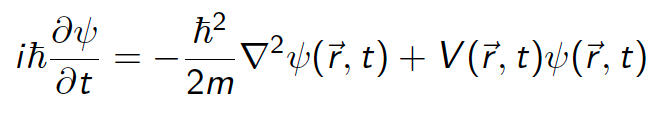 iℏ ∂ψ/∂t = −ℏ²/2m ∇²ψ(r⃗, t) + V(r⃗, t)ψ(r⃗, t)